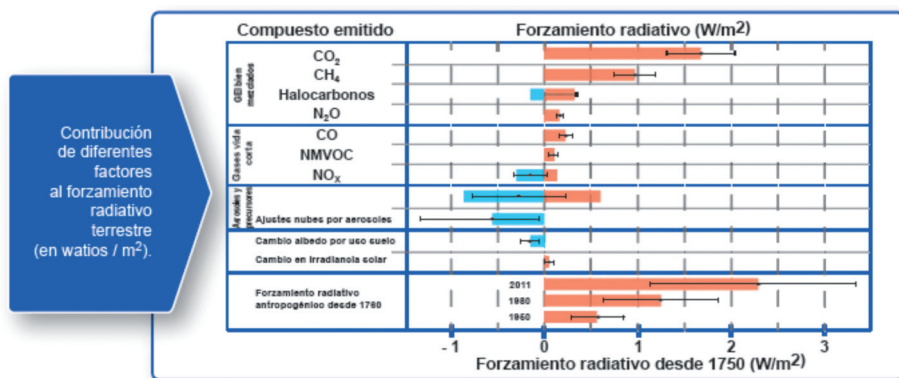 Contribución
de diferentes
factores
al forzamiento
radiativo
terrestre
(en watios / m²).
Compuesto emitido
Forzamiento radiativo (W/m²)
GEI bien
mezclados
CO₂
CH₄
Halocarbonos
N₂O
Gases vida
corta
CO
NMVOC
NOₓ
Aerosoles y
precursores
Ajustes nubes por aerosoles
Cambio albedo por uso suelo
Cambio en irradiancia solar
Forzamiento radiativo
antropogénico desde 1760
2011
1980
1950
-1 0 1 2 3
Forzamiento radiativo desde 1750 (W/m²)